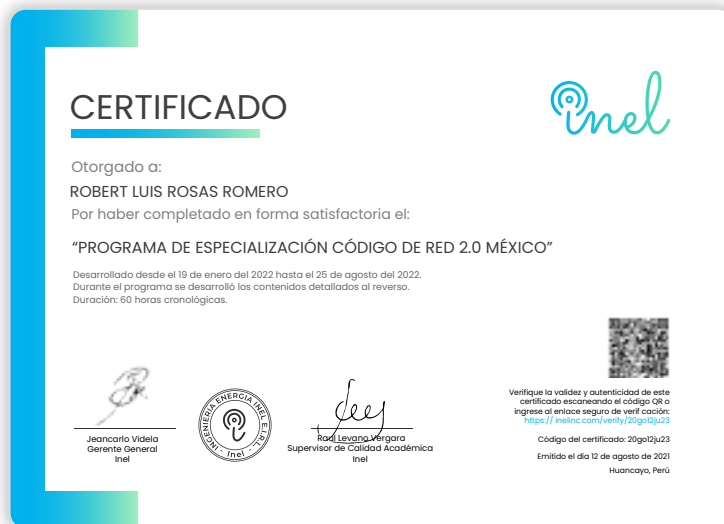 CERTIFICADO
inel
Otorgado a:
ROBERT LUIS ROSAS ROMERO
Por haber completado en forma satisfactoria el:
“PROGRAMA DE ESPECIALIZACIÓN CÓDIGO DE RED 2.0 MÉXICO”
Desarrollado desde el 19 de enero del 2022 hasta el 25 de agosto del 2022.
Durante el programa se desarrolló los contenidos detallados al reverso.
Duración: 60 horas cronológicas.
Jeancarlo Videla
Gerente General
Inel
INGENIERIA ENERGIA INEL E.I.R.L.
- Inel -
Raúl Levano Vergara
Supervisor de Calidad Académica
Inel
Verifique la validez y autenticidad de este
certificado escaneando el código QR o
ingrese al enlace seguro de verif cación:
https:// inelinc.com/verify/20go12ju23
Código del certificado: 20go12ju23
Emitido el día 12 de agosto de 2021
Huancayo, Perú